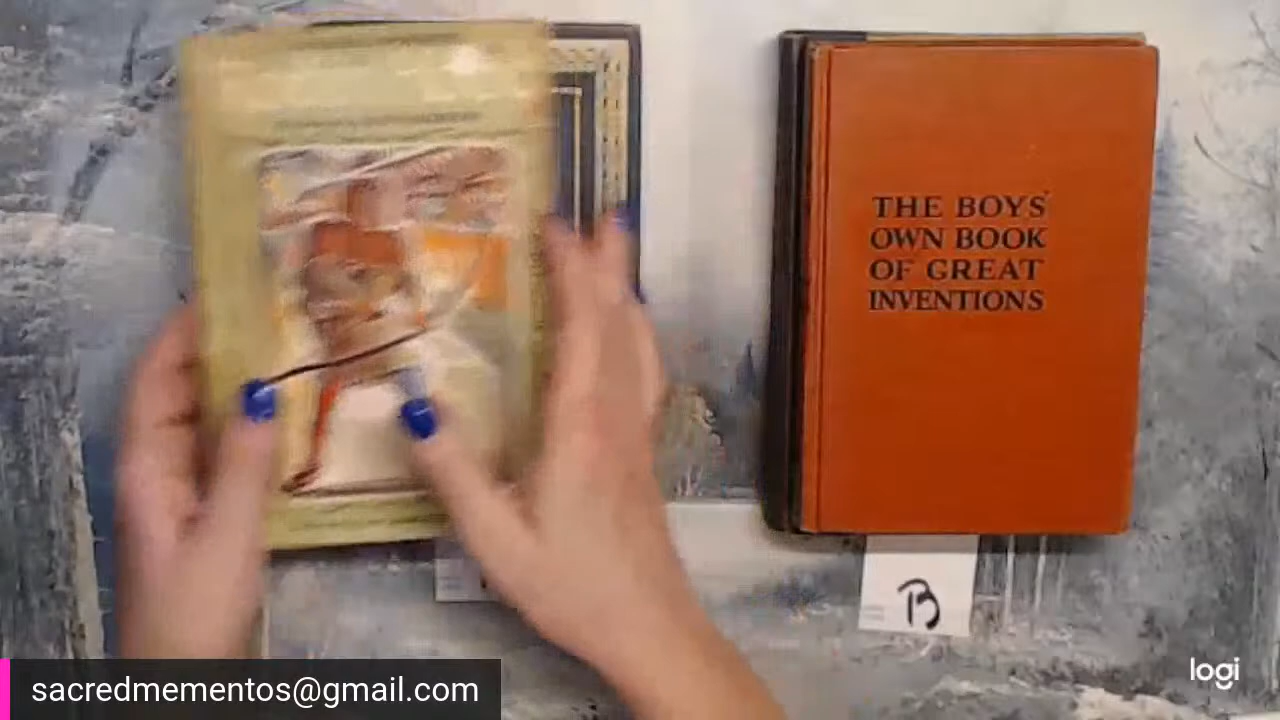 THE BOYS'
OWN BOOK
OF GREAT
INVENTIONS
B
sacredmementos@gmail.com
logi